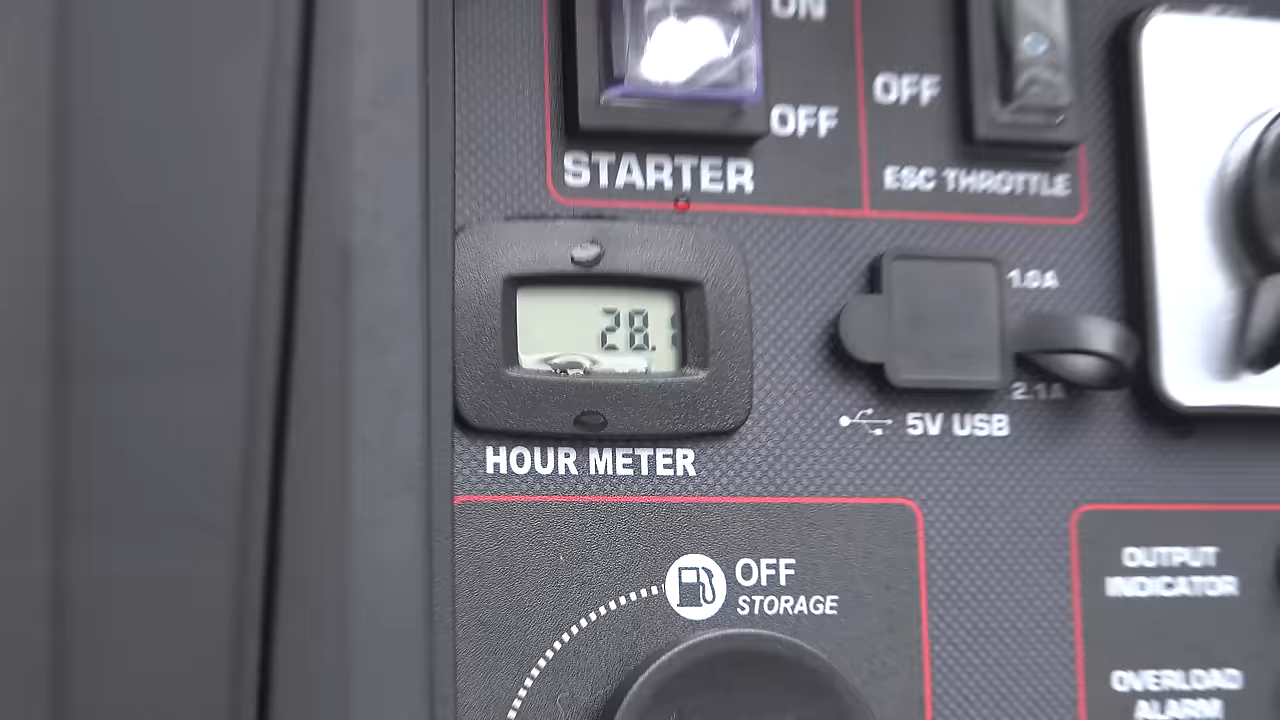 ON
OFF
STARTER
OFF
ESC THROTTLE
28.
1.0A
2.1A
5V USB
HOUR METER
OFF
STORAGE
OUTPUT
INDICATOR
OVERLOAD
ALARM